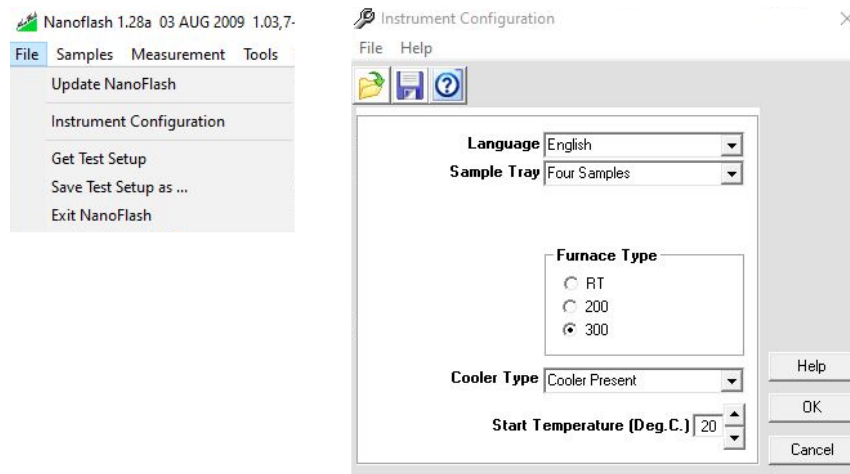 Nanoflash 1.28a 03 AUG 2009 1.03,7-
File Samples Measurement Tools
Update NanoFlash
Instrument Configuration
Get Test Setup
Save Test Setup as ...
Exit NanoFlash
Instrument Configuration
File Help
Language English
Sample Tray Four Samples
Furnace Type
RT
200
300
Cooler Type Cooler Present
Start Temperature (Deg.C.) 20
Help
OK
Cancel